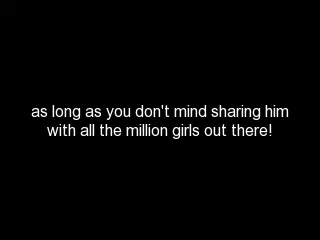 as long as you don't mind sharing him
with all the million girls out there!